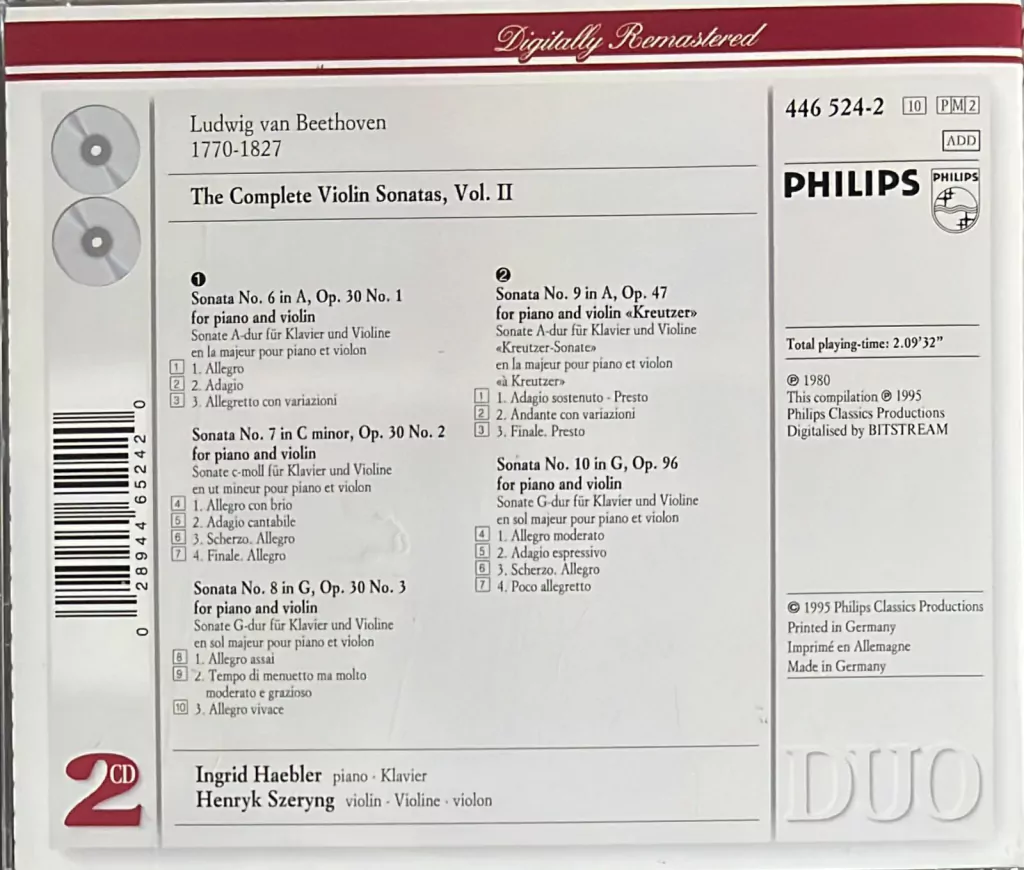 Digitally Remastered
Ludwig van Beethoven
1770-1827
The Complete Violin Sonatas, Vol. II
1
Sonata No. 6 in A, Op. 30 No. 1
for piano and violin
Sonate A-dur für Klavier und Violine
en la majeur pour piano et violon
1 1. Allegro
2 2. Adagio
3 3. Allegretto con variazioni
Sonata No. 7 in C minor, Op. 30 No. 2
for piano and violin
Sonate c-moll für Klavier und Violine
en ut mineur pour piano et violon
4 1. Allegro con brio
5 2. Adagio cantabile
6 3. Scherzo. Allegro
7 4. Finale. Allegro
Sonata No. 8 in G, Op. 30 No. 3
for piano and violin
Sonate G-dur für Klavier und Violine
en sol majeur pour piano et violon
8 1. Allegro assai
9 2. Tempo di menuetto ma molto
moderato e grazioso
10 3. Allegro vivace
2
Sonata No. 9 in A, Op. 47
for piano and violin «Kreutzer»
Sonate A-dur für Klavier und Violine
«Kreutzer-Sonate»
en la majeur pour piano et violon
«à Kreutzer»
1 1. Adagio sostenuto - Presto
2 2. Andante con variazioni
3 3. Finale. Presto
Sonata No. 10 in G, Op. 96
for piano and violin
Sonate G-dur für Klavier und Violine
en sol majeur pour piano et violon
4 1. Allegro moderato
5 2. Adagio espressivo
6 3. Scherzo. Allegro
7 4. Poco allegretto
Ingrid Haebler piano · Klavier
Henryk Szeryng violin · Violine · violon
446 524-2 10 PM2
ADD
PHILIPS
PHILIPS
Total playing-time: 2.09'32"
℗ 1980
This compilation ℗ 1995
Philips Classics Productions
Digitalised by BITSTREAM
© 1995 Philips Classics Productions
Printed in Germany
Imprimé en Allemagne
Made in Germany
DUO
0 28944 65242 0
2CD